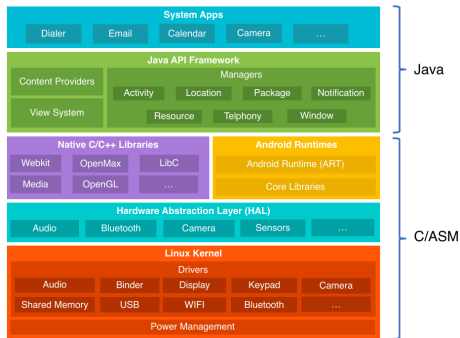 System Apps
Dialer Email Calendar Camera ...
Java API Framework
Content Providers
View System
Managers
Activity Location Package Notification
Resource Telphony Window
Java
Native C/C++ Libraries
Webkit OpenMax LibC
Media OpenGL ...
Android Runtimes
Android Runtime (ART)
Core Libraries
Hardware Abstraction Layer (HAL)
Audio Bluetooth Camera Sensors ...
C/ASM
Linux Kernel
Drivers
Audio Binder Display Keypad Camera
Shared Memory USB WIFI Bluetooth ...
Power Management